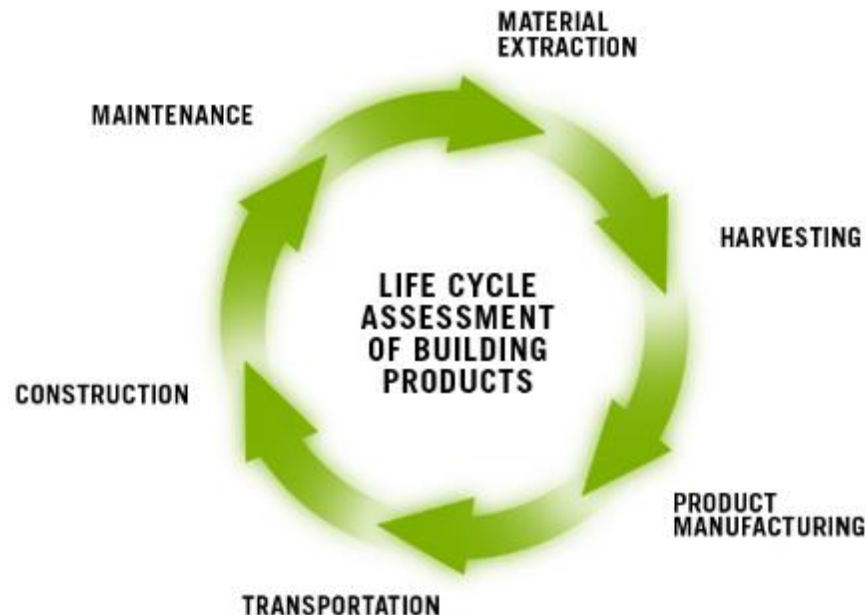 MATERIAL
EXTRACTION
MAINTENANCE
HARVESTING
LIFE CYCLE
ASSESSMENT
OF BUILDING
PRODUCTS
CONSTRUCTION
PRODUCT
MANUFACTURING
TRANSPORTATION